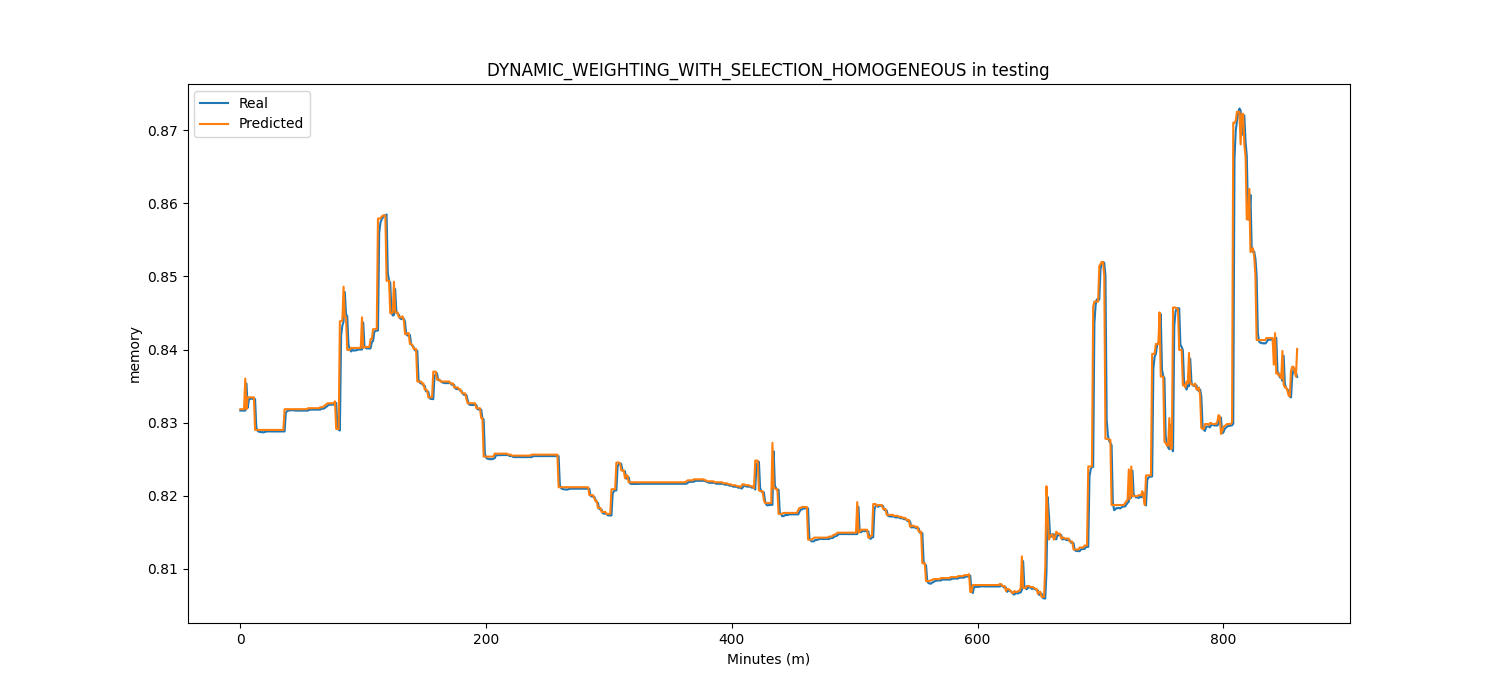 DYNAMIC_WEIGHTING_WITH_SELECTION_HOMOGENEOUS in testing
Real
Predicted
0.87
0.86
0.85
0.84
0.83
0.82
0.81
memory
0 200 400 600 800
Minutes (m)